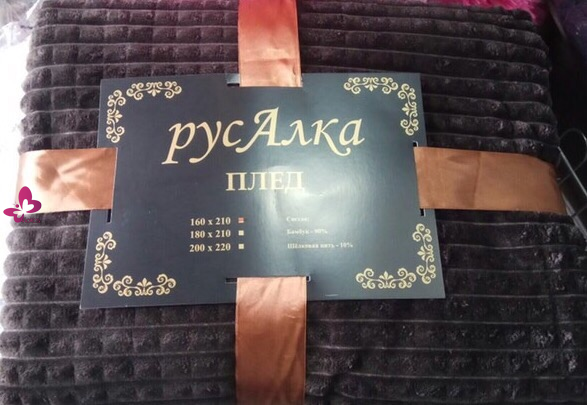 русАлка
ПЛЕД
160 x 210
180 x 210
200 x 220
Состав:
Бамбук - 90%
Шёлковая нить - 10%